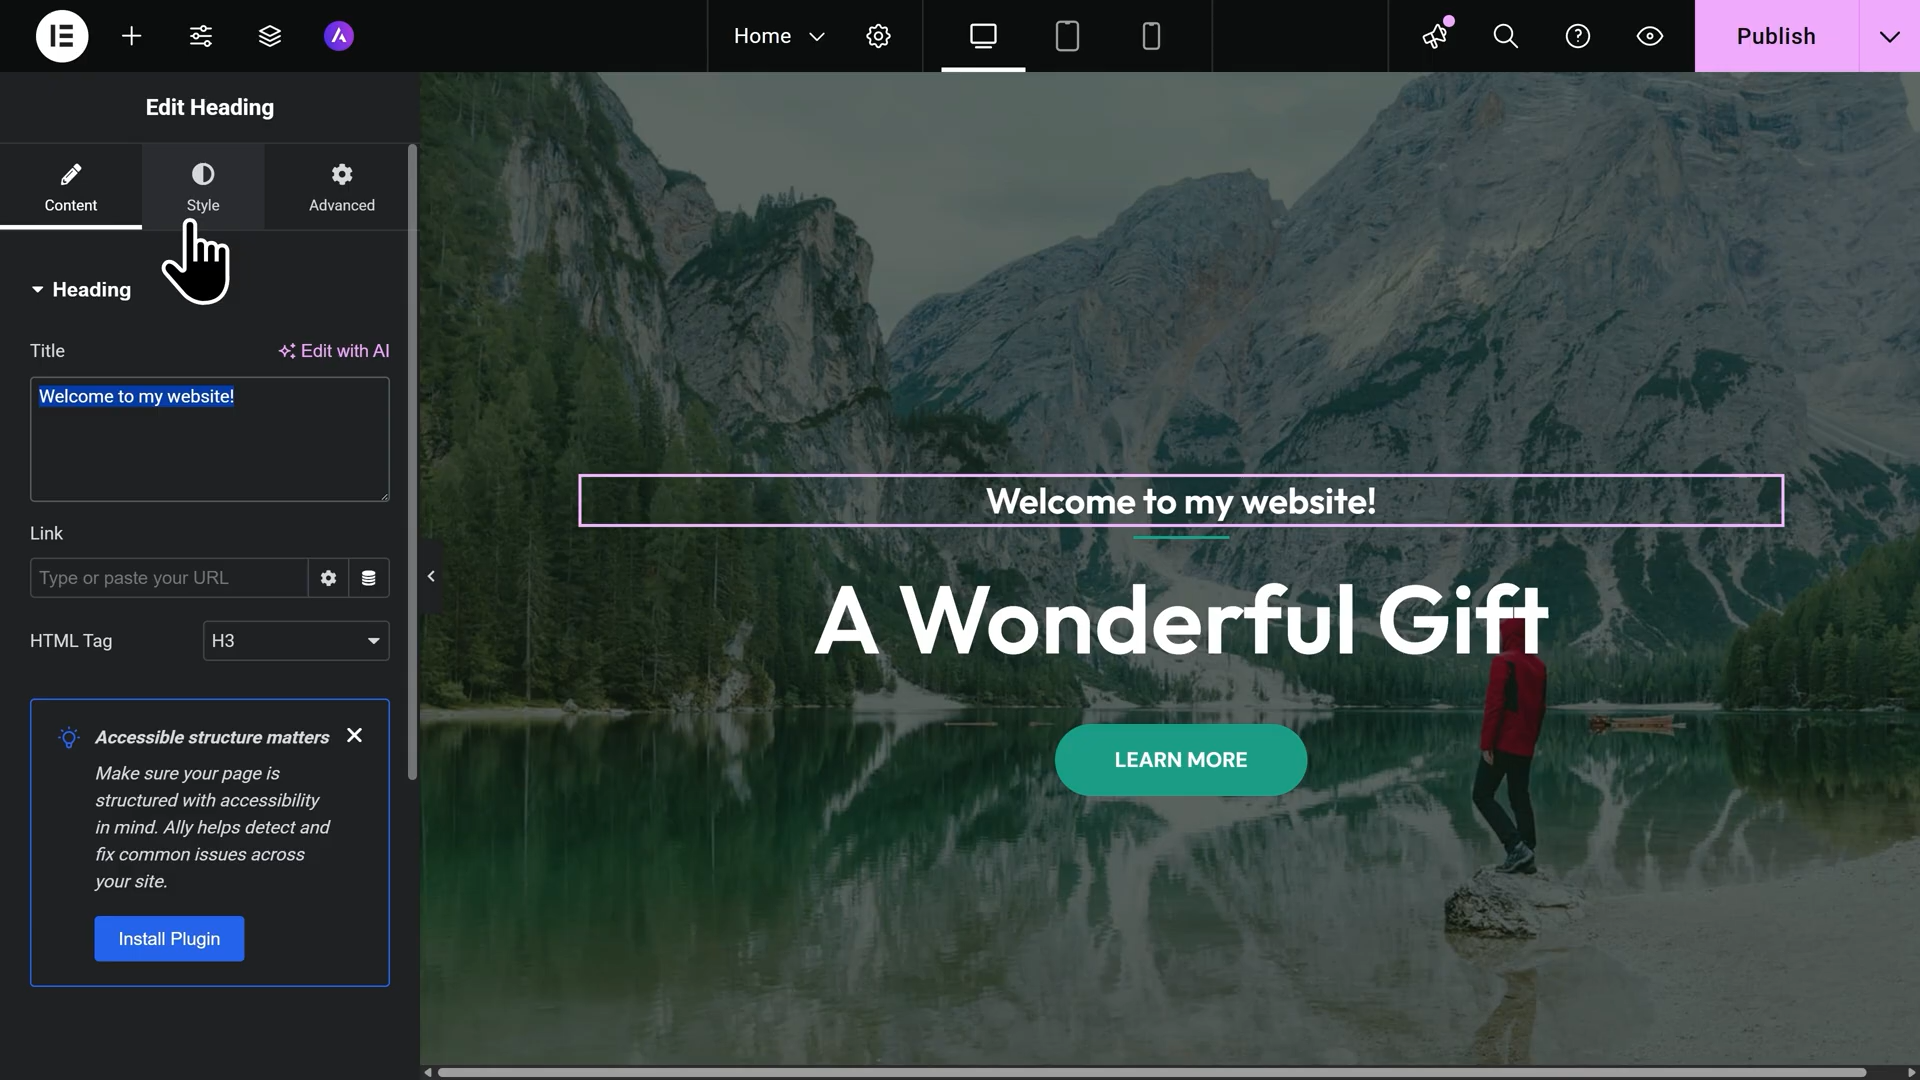 Home
Publish
Edit Heading
Content
Style
Advanced
Heading
Title
Edit with AI
Welcome to my website!
Link
Type or paste your URL
HTML Tag
H3
Accessible structure matters
Make sure your page is
structured with accessibility
in mind. Ally helps detect and
fix common issues across
your site.
Install Plugin
Welcome to my website!
A Wonderful Gift
LEARN MORE